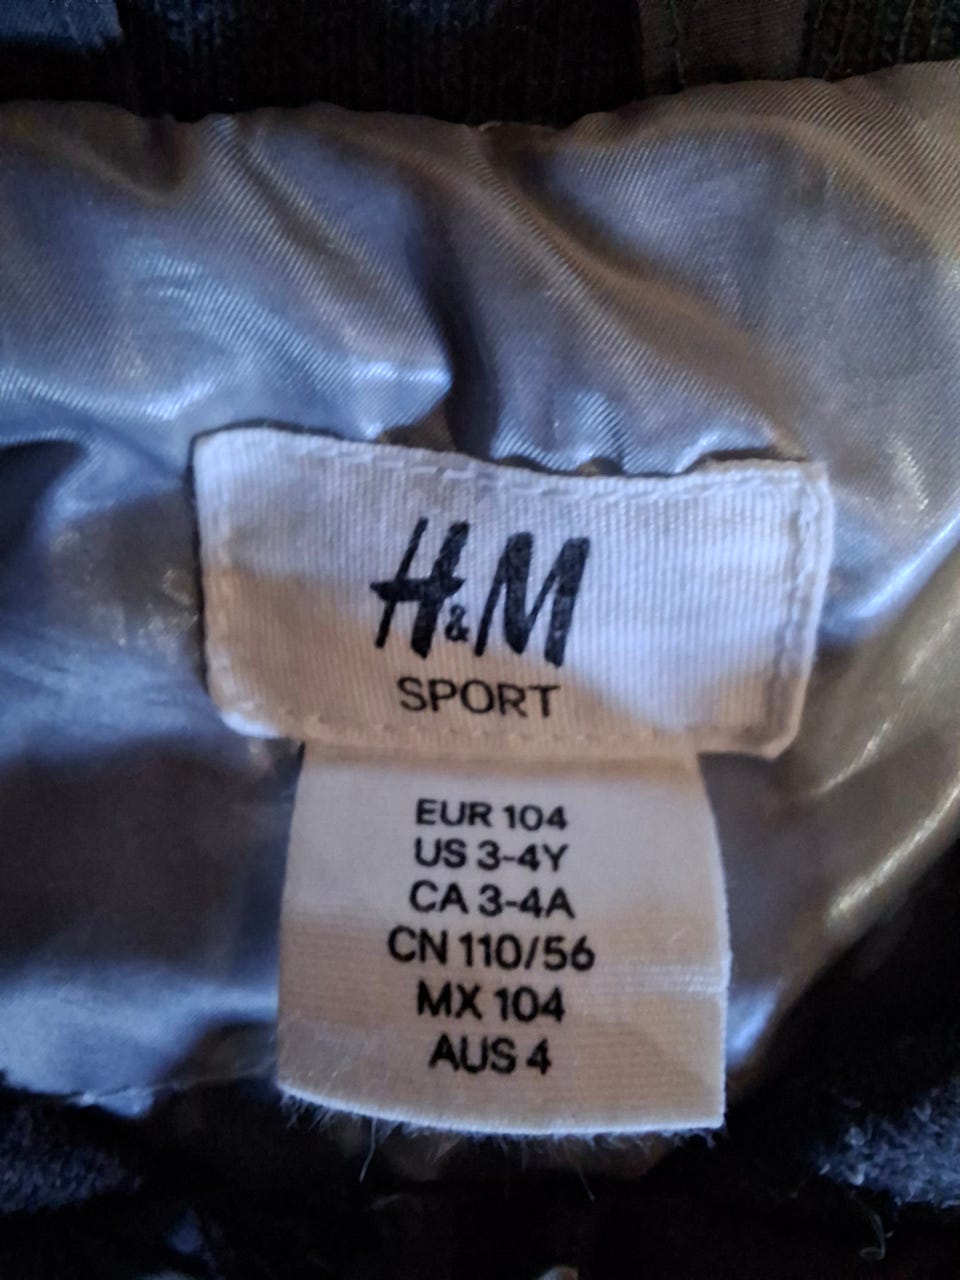 H&M
SPORT
EUR 104
US 3-4Y
CA 3-4A
CN 110/56
MX 104
AUS 4